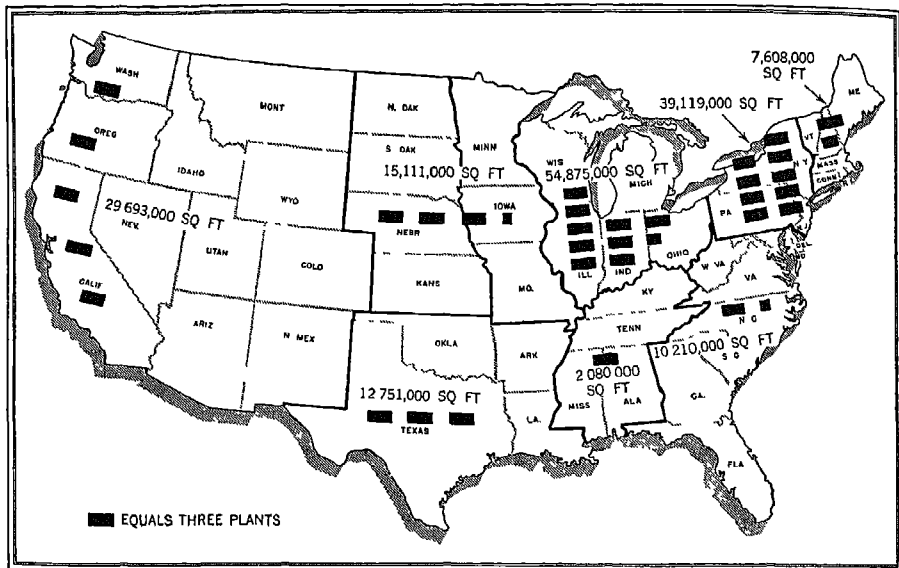 7,608,000
SQ FT
39,119,000 SQ FT
ME
WASH
MONT
N. DAK
MINN
VT
OREG
S DAK
WIS
N Y
MASS
CONN
IDAHO
15,111,000 SQ FT
54,875,000 SQ FT
MICH
WYO
IOWA
PA
29 693,000 SQ FT
NEV.
NEBR
OHIO
UTAH
COLO
ILL
IND
W VA
VA
CALIF
KANS
MO.
KY
N C
ARIZ
N MEX
OKLA
TENN
ARK
10 210,000 SQ FT
S C
2 080 000
SQ FT
12 751,000 SQ FT
MISS
ALA
GA.
TEXAS
LA.
FLA
EQUALS THREE PLANTS